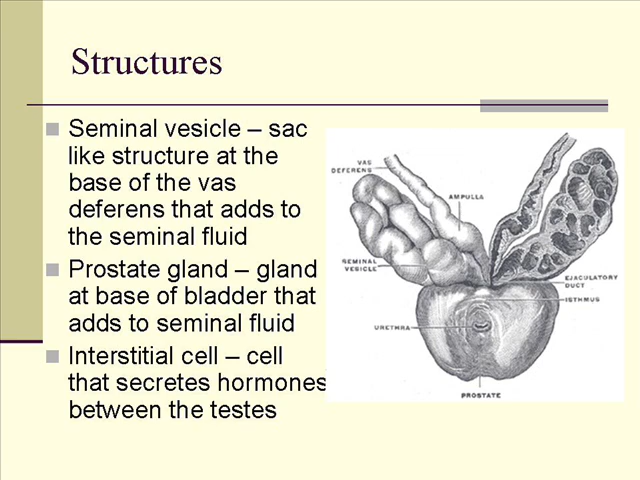 Structures
Seminal vesicle – sac
like structure at the
base of the vas
deferens that adds to
the seminal fluid
Prostate gland – gland
at base of bladder that
adds to seminal fluid
Interstitial cell – cell
that secretes hormones
between the testes
VAS
DEFERENS
AMPULLA
SEMINAL
VESICLE
EJACULATORY
DUCT
ISTHMUS
URETHRA
PROSTATE